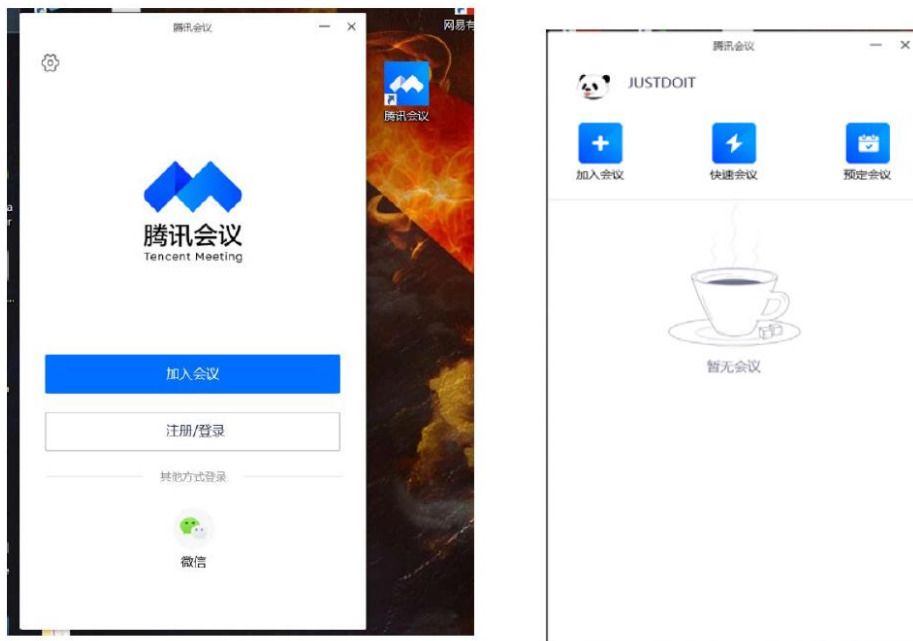 腾讯会议
网易有
腾讯会议
腾讯会议
Tencent Meeting
加入会议
注册/登录
其他方式登录
微信
腾讯会议
JUSTDOIT
加入会议
快速会议
预定会议
暂无会议